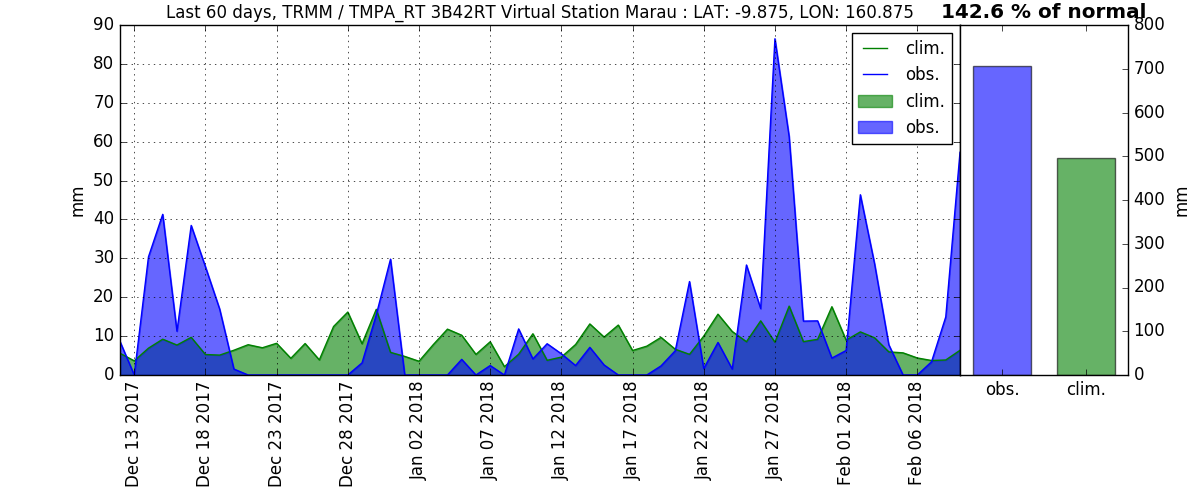 Last 60 days, TRMM / TMPA_RT 3B42RT Virtual Station Marau : LAT: -9.875, LON: 160.875
142.6 % of normal
90
80
70
60
50
40
30
20
10
0
mm
clim.
obs.
clim.
obs.
Dec 13 2017
Dec 18 2017
Dec 23 2017
Dec 28 2017
Jan 02 2018
Jan 07 2018
Jan 12 2018
Jan 17 2018
Jan 22 2018
Jan 27 2018
Feb 01 2018
Feb 06 2018
800
700
600
500
400
300
200
100
0
mm
obs.
clim.